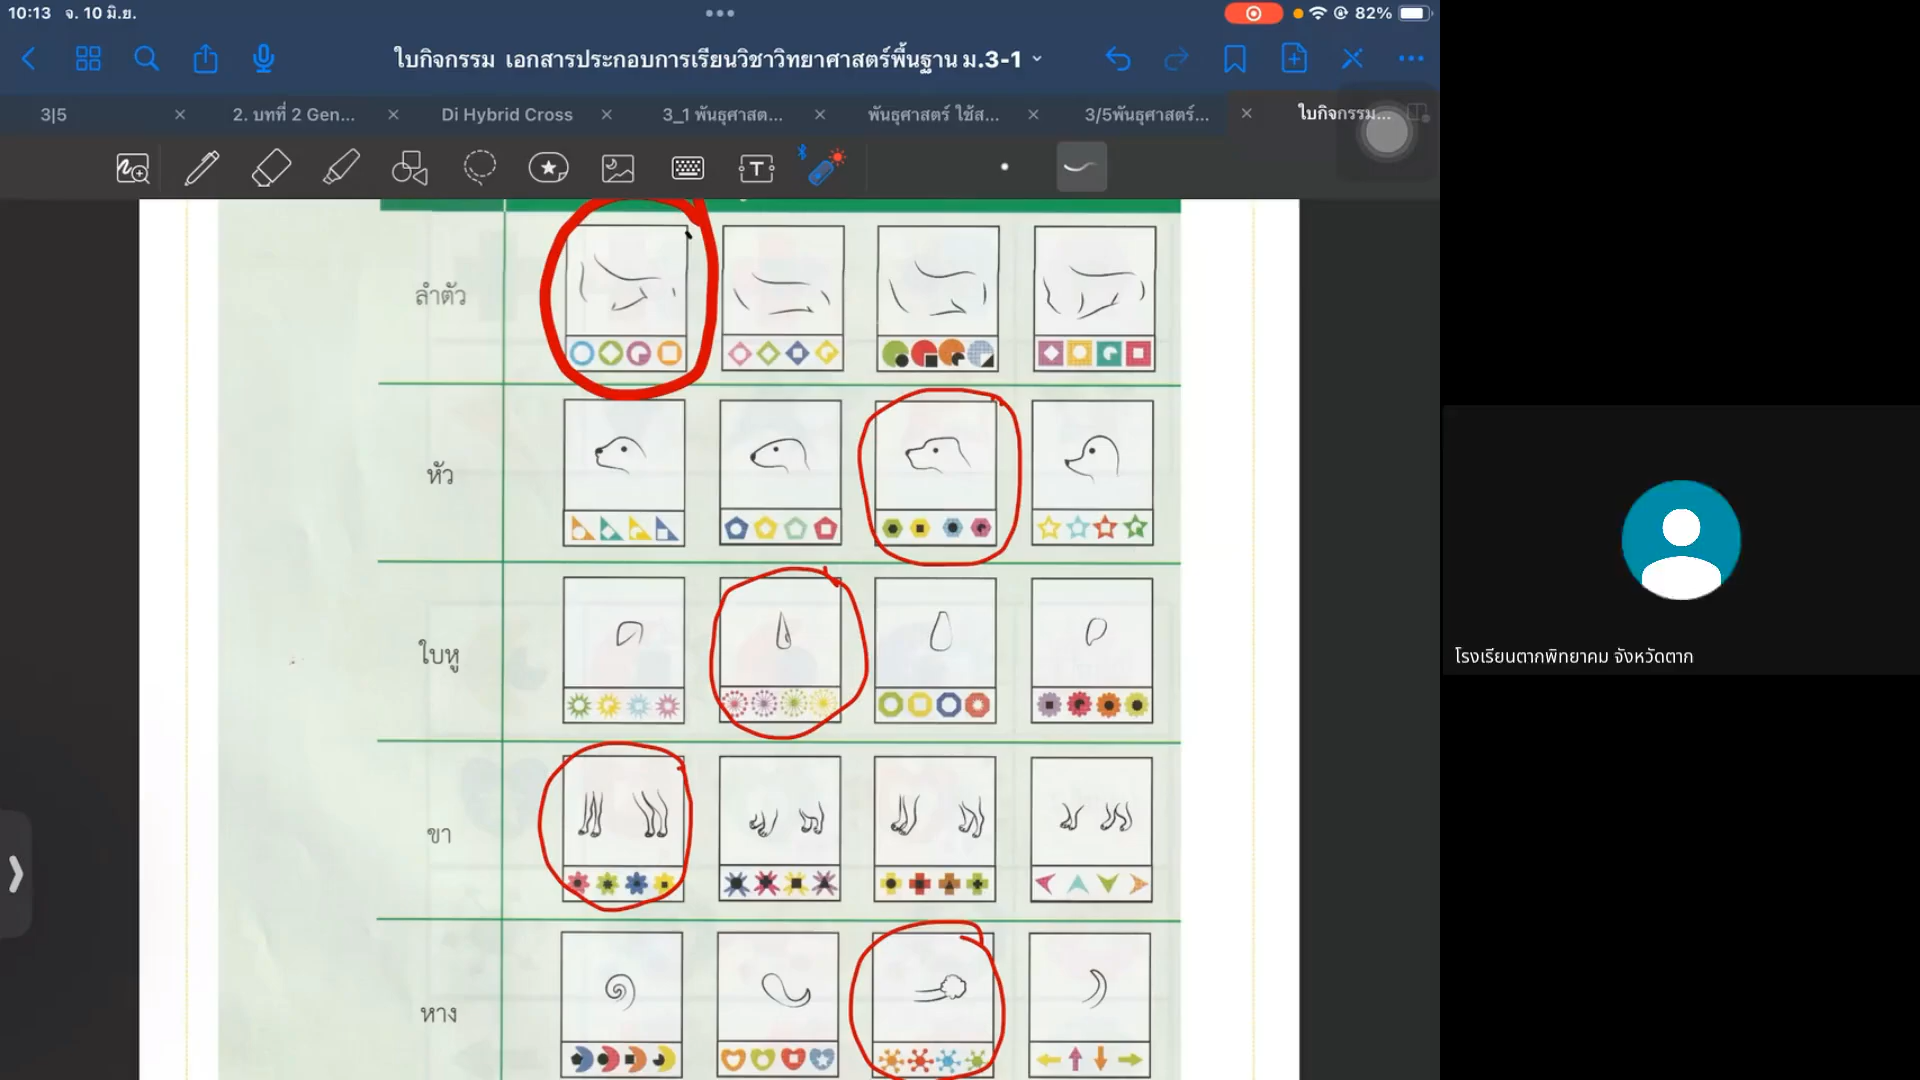 10:13 จ. 10 มิ.ย.
82%
ใบกิจกรรม เอกสารประกอบการเรียนวิชาวิทยาศาสตร์พื้นฐาน ม.3-1
3|5
2. บทที่ 2 Gen...
Di Hybrid Cross
3_1 พันธุศาสต...
พันธุศาสตร์ ใช้ส...
3/5พันธุศาสตร์...
ใบกิจกรรม...
ลำตัว
หัว
ใบหู
โรงเรียนตากพิทยาคม จังหวัดตาก
ขา
หาง